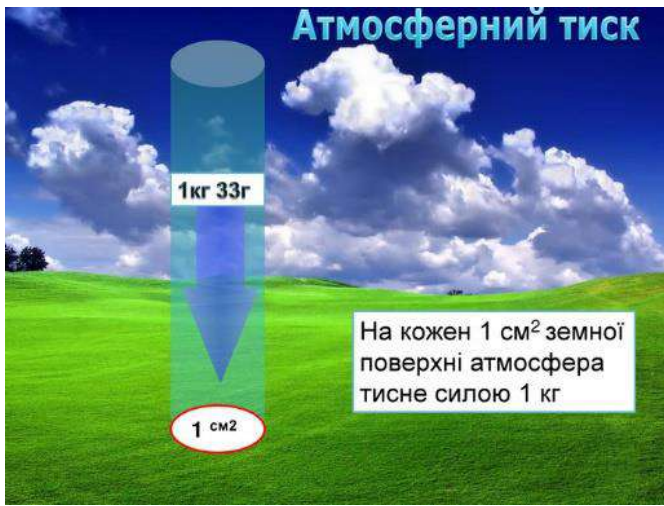 Атмосферний тиск
1кг 33г
На кожен 1 см² земної
поверхні атмосфера
тисне силою 1 кг
1 см2